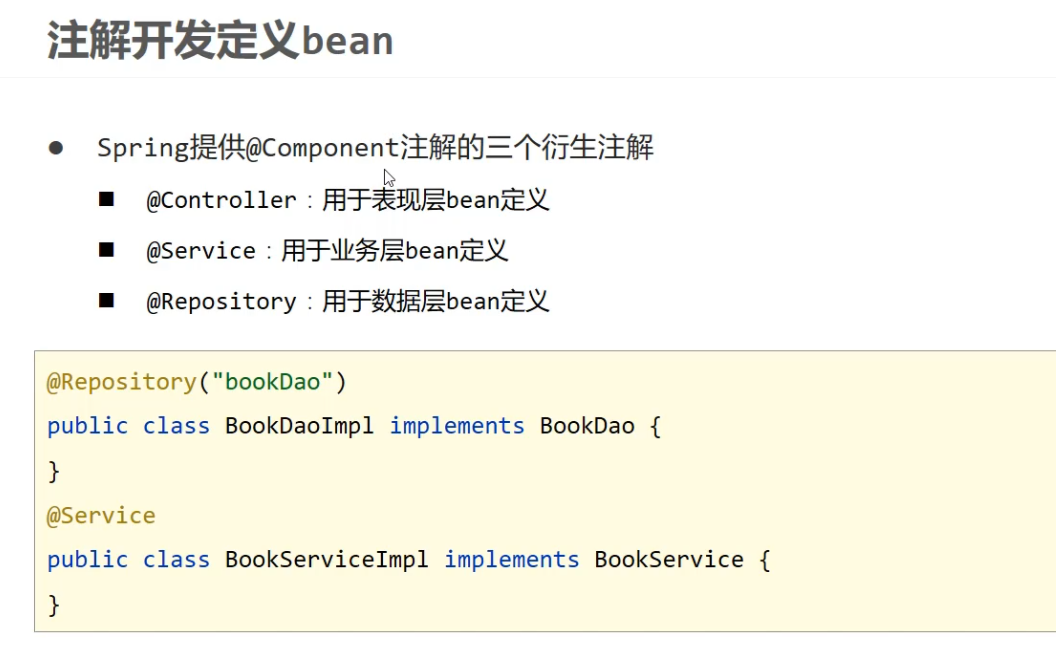 注解开发定义bean
Spring提供@Component注解的三个衍生注解
@Controller：用于表现层bean定义
@Service：用于业务层bean定义
@Repository：用于数据层bean定义
@Repository("bookDao")
public class BookDaoImpl implements BookDao {
}
@Service
public class BookServiceImpl implements BookService {
}